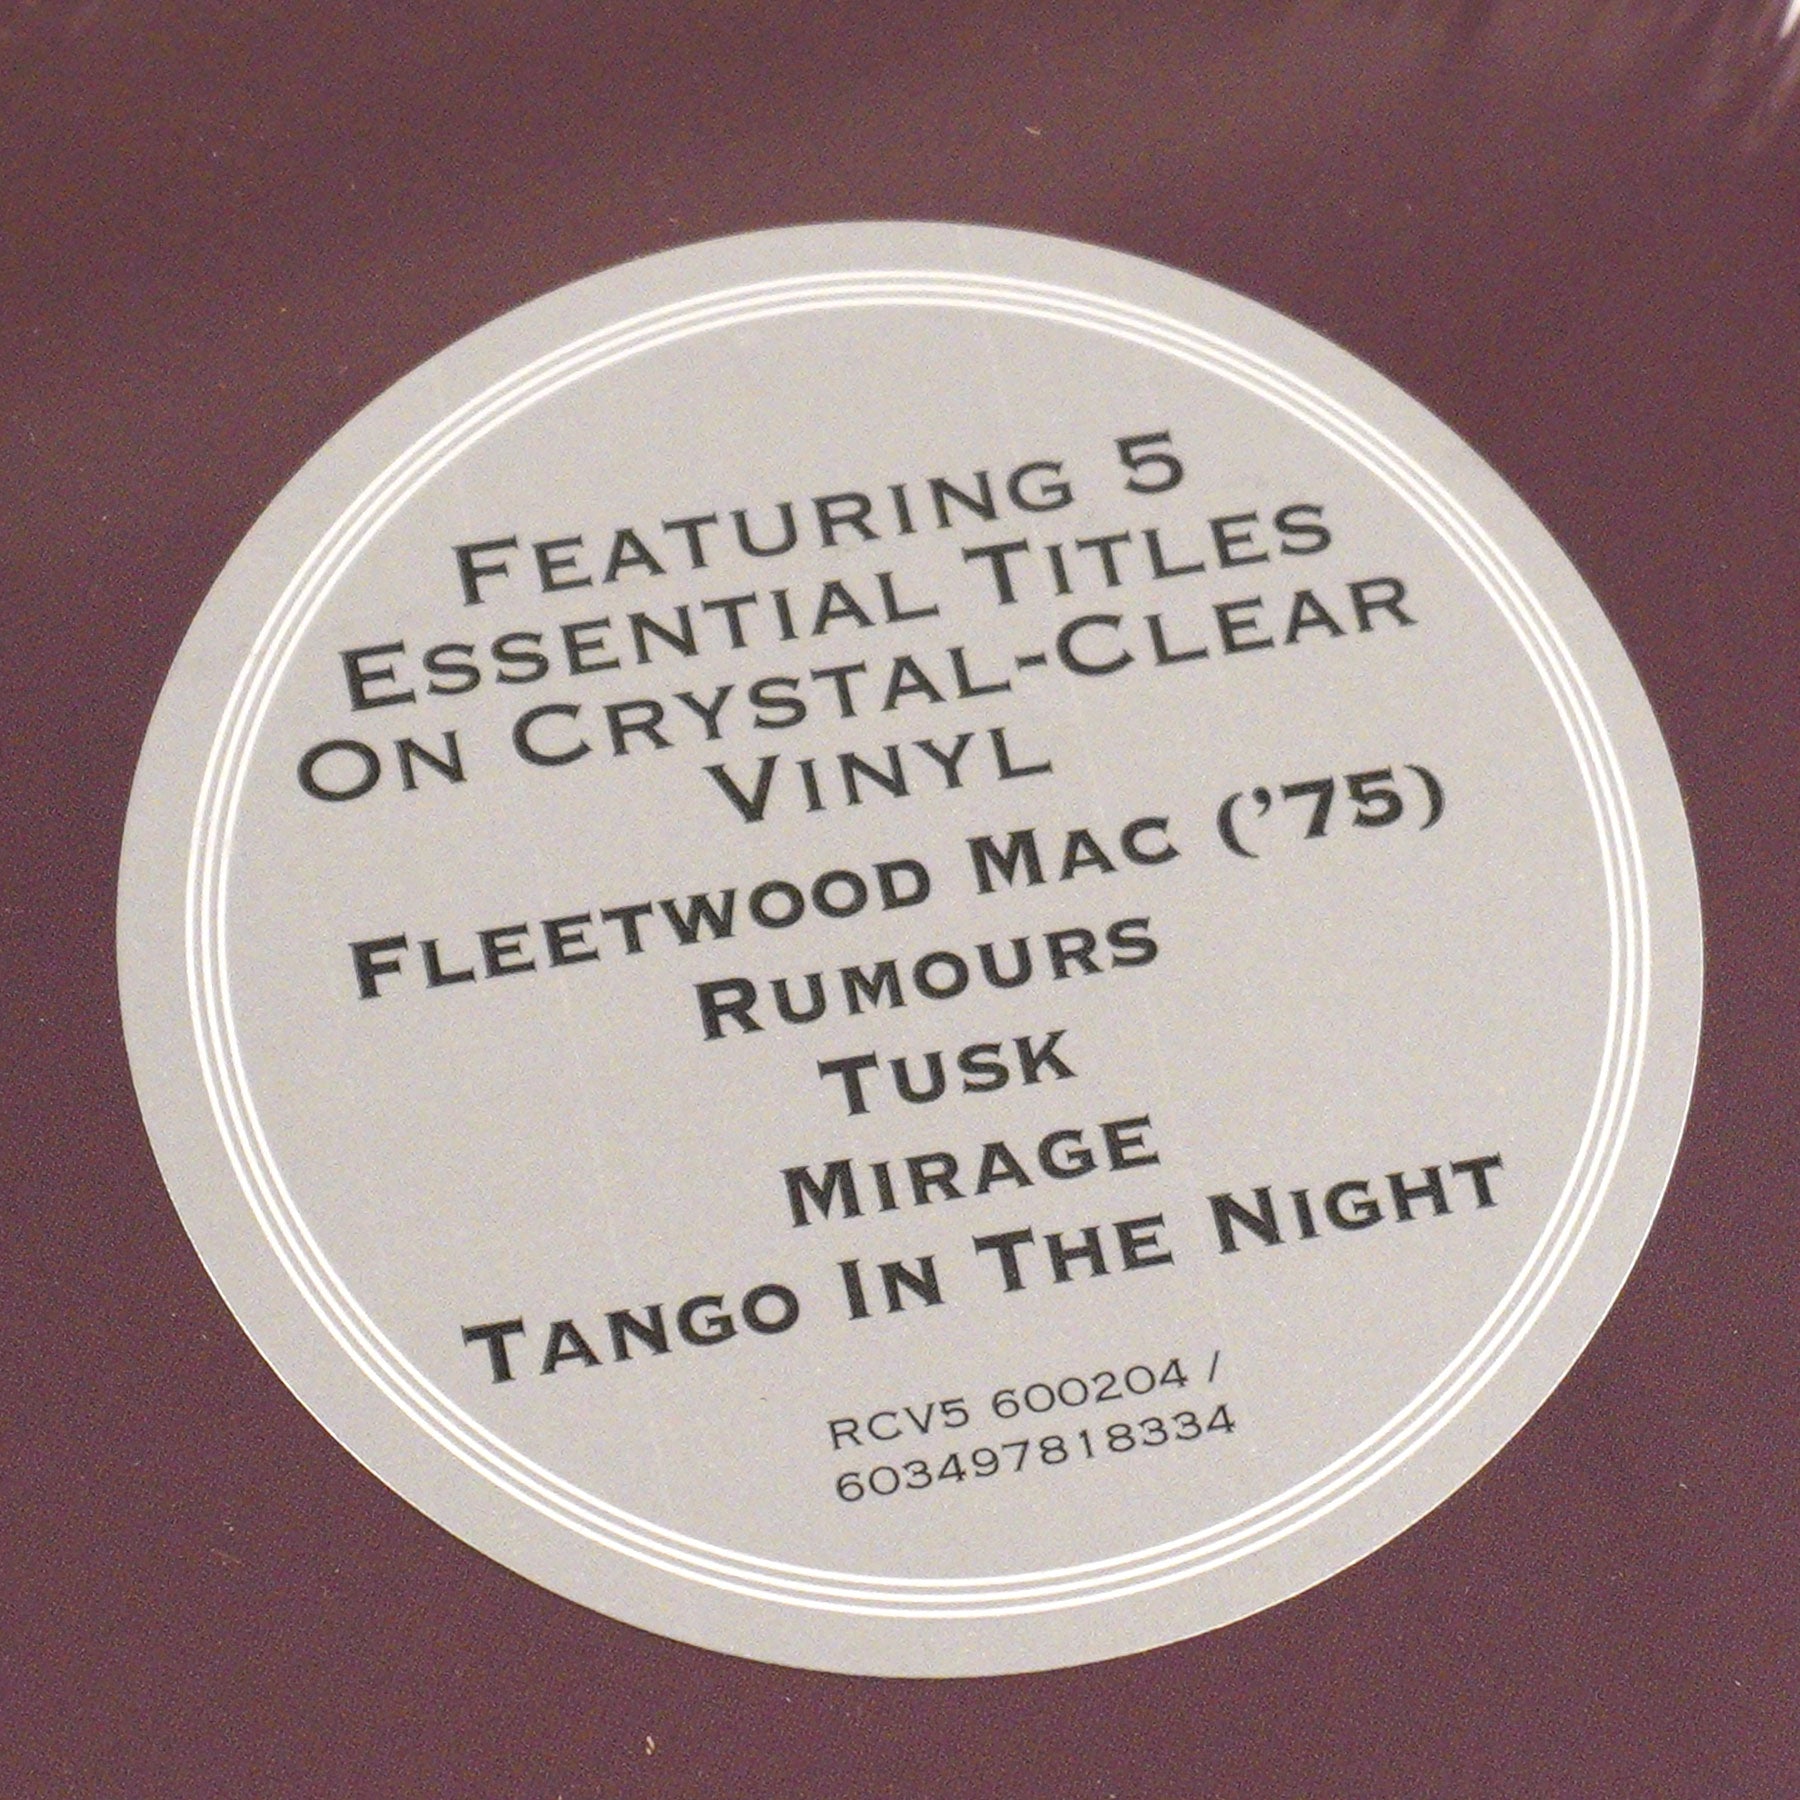 FEATURING 5
ESSENTIAL TITLES
ON CRYSTAL-CLEAR
VINYL
FLEETWOOD MAC (’75)
RUMOURS
TUSK
MIRAGE
TANGO IN THE NIGHT
RCV5 600204 /
603497818334